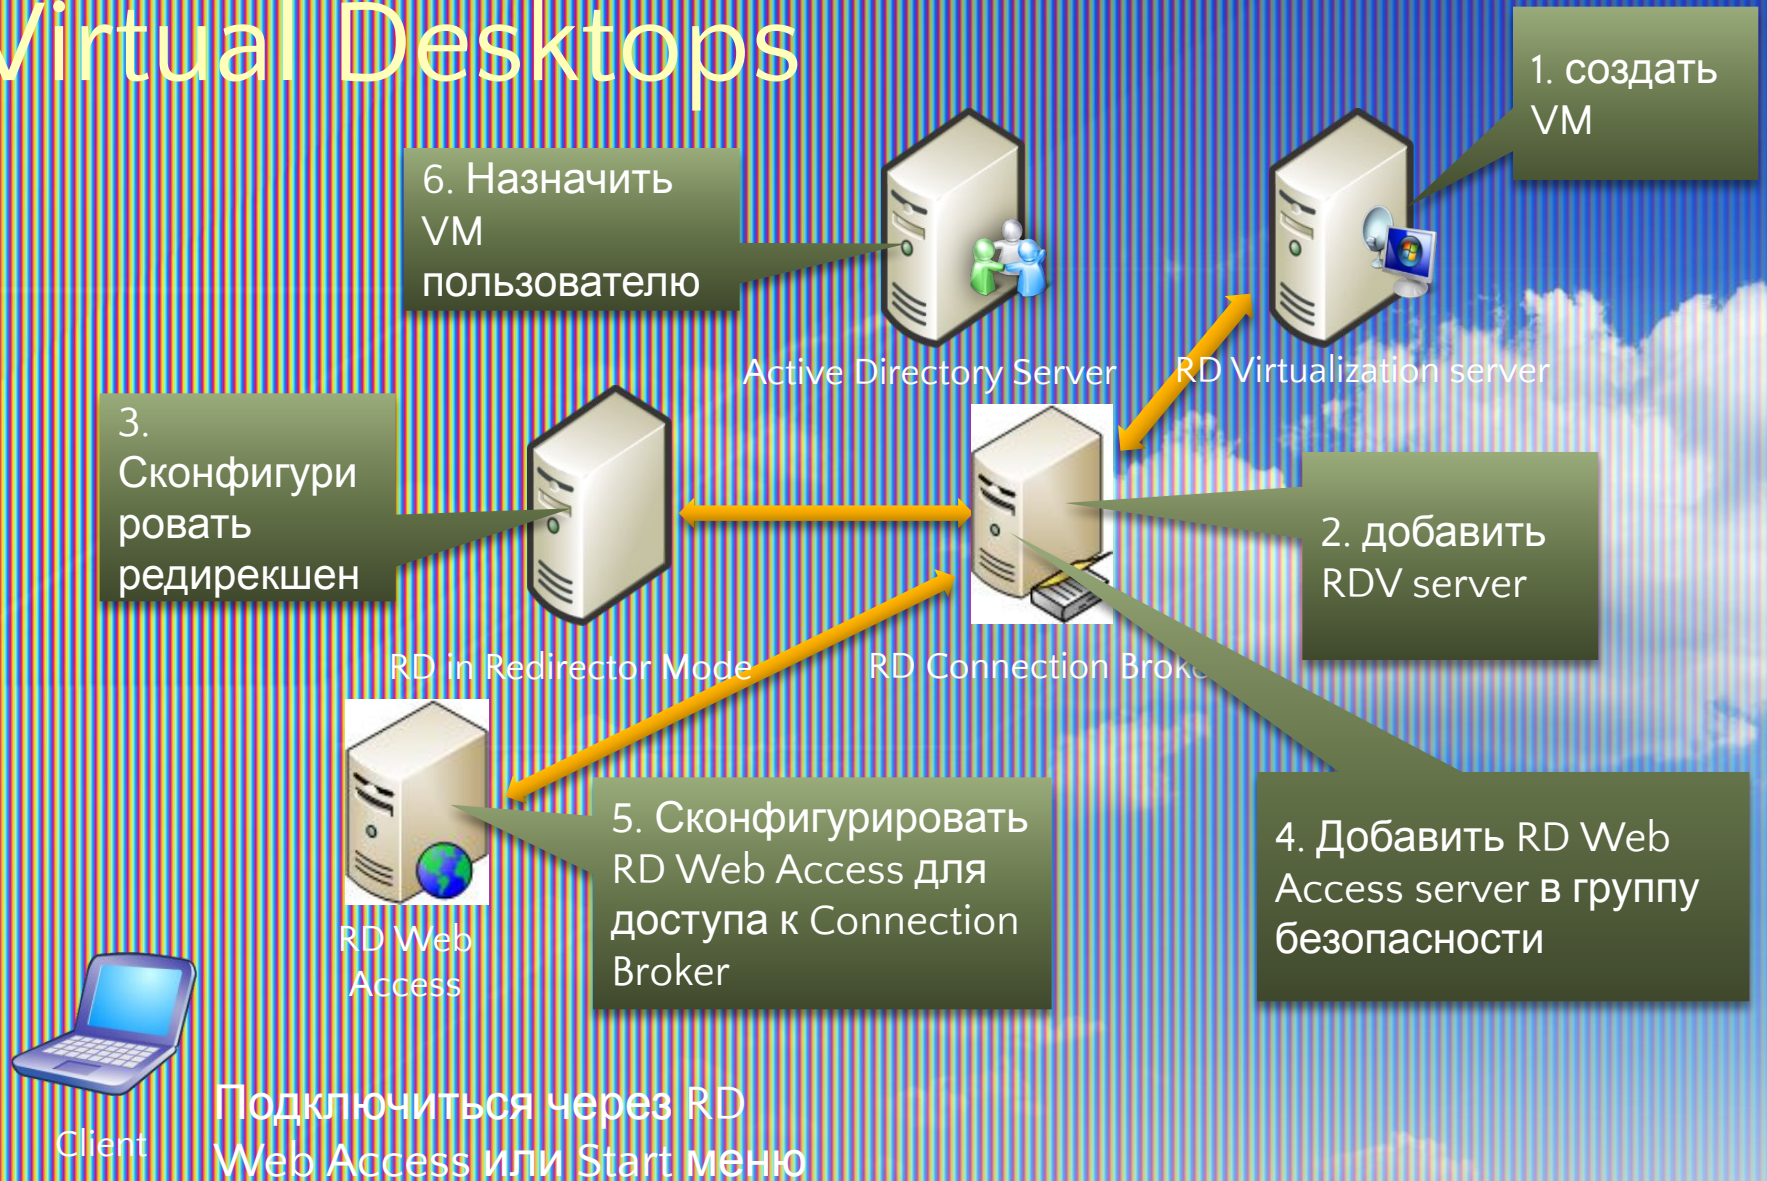 Virtual Desktops
1. создать
VM
6. Назначить
VM
пользователю
Active Directory Server
RD Virtualization server
3.
Сконфигури
ровать
редирекшен
2. добавить
RDV server
RD in Redirector Mode
RD Connection Broke
5. Сконфигурировать
RD Web Access для
доступа к Connection
Broker
4. Добавить RD Web
Access server в группу
безопасности
RD Web
Access
Client
Подключиться через RD
Web Access или Start меню